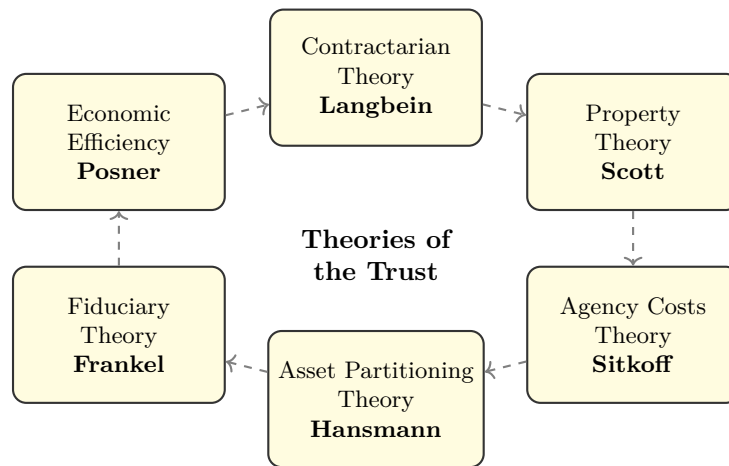 Contractarian
Theory
Langbein
Economic
Efficiency
Posner
Property
Theory
Scott
Theories of
the Trust
Fiduciary
Theory
Frankel
Agency Costs
Theory
Sitkoff
Asset Partitioning
Theory
Hansmann